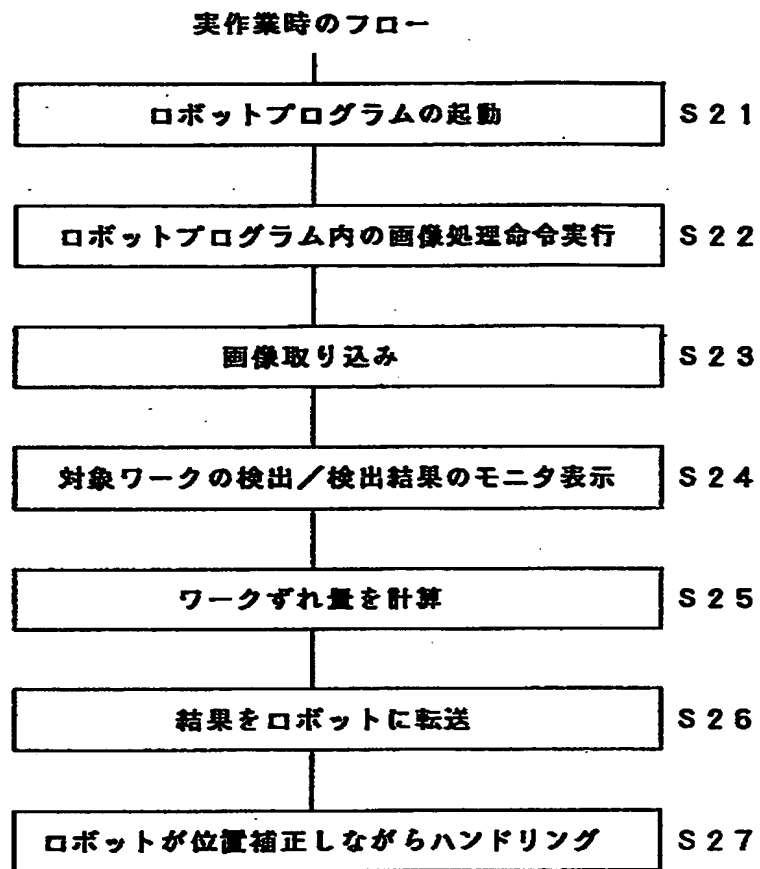 実作業時のフロー
ロボットプログラムの起動 S21
ロボットプログラム内の画像処理命令実行 S22
画像取り込み S23
対象ワークの検出/検出結果のモニタ表示 S24
ワークずれ量を計算 S25
結果をロボットに転送 S26
ロボットが位置補正しながらハンドリング S27